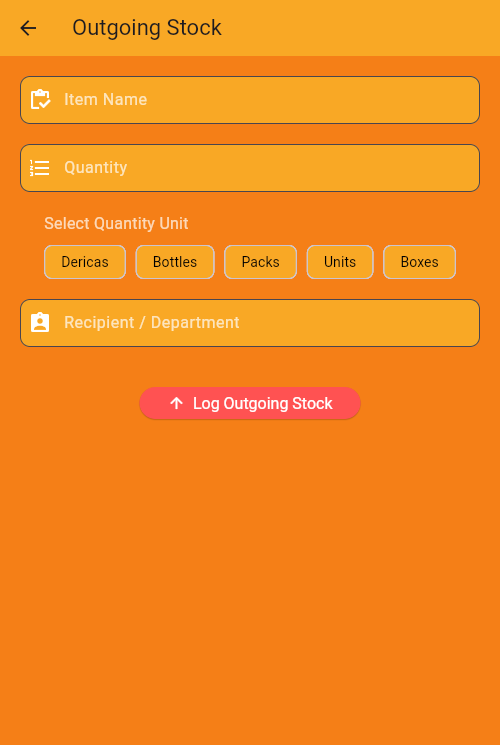 Outgoing Stock
Item Name
Quantity
Select Quantity Unit
Dericas Bottles Packs Units Boxes
Recipient / Department
Log Outgoing Stock